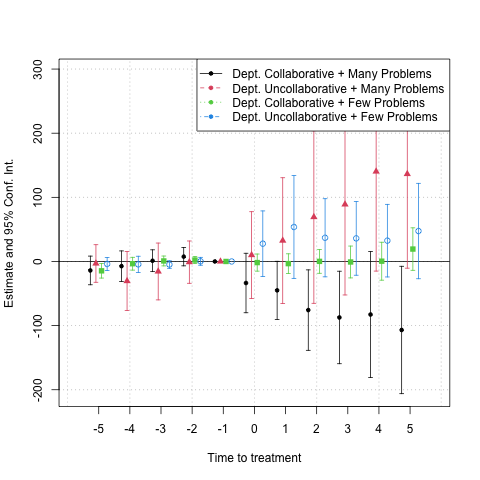 Dept. Collaborative + Many Problems
Dept. Uncollaborative + Many Problems
Dept. Collaborative + Few Problems
Dept. Uncollaborative + Few Problems
Estimate and 95% Conf. Int.
300
200
100
0
-100
-200
-5 -4 -3 -2 -1 0 1 2 3 4 5
Time to treatment